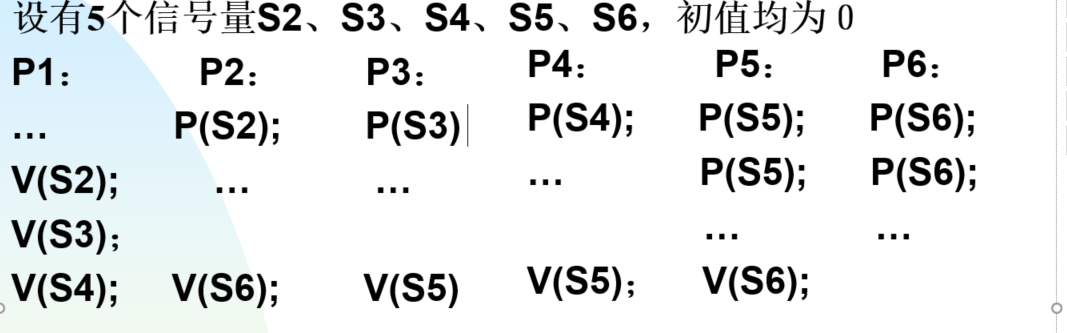 设有5个信号量S2、S3、S4、S5、S6，初值均为 0
P1： P2： P3： P4： P5： P6：
… P(S2); P(S3) P(S4); P(S5); P(S6);
V(S2); … … … P(S5); P(S6);
V(S3)； … …
V(S4); V(S6); V(S5) V(S5)； V(S6);